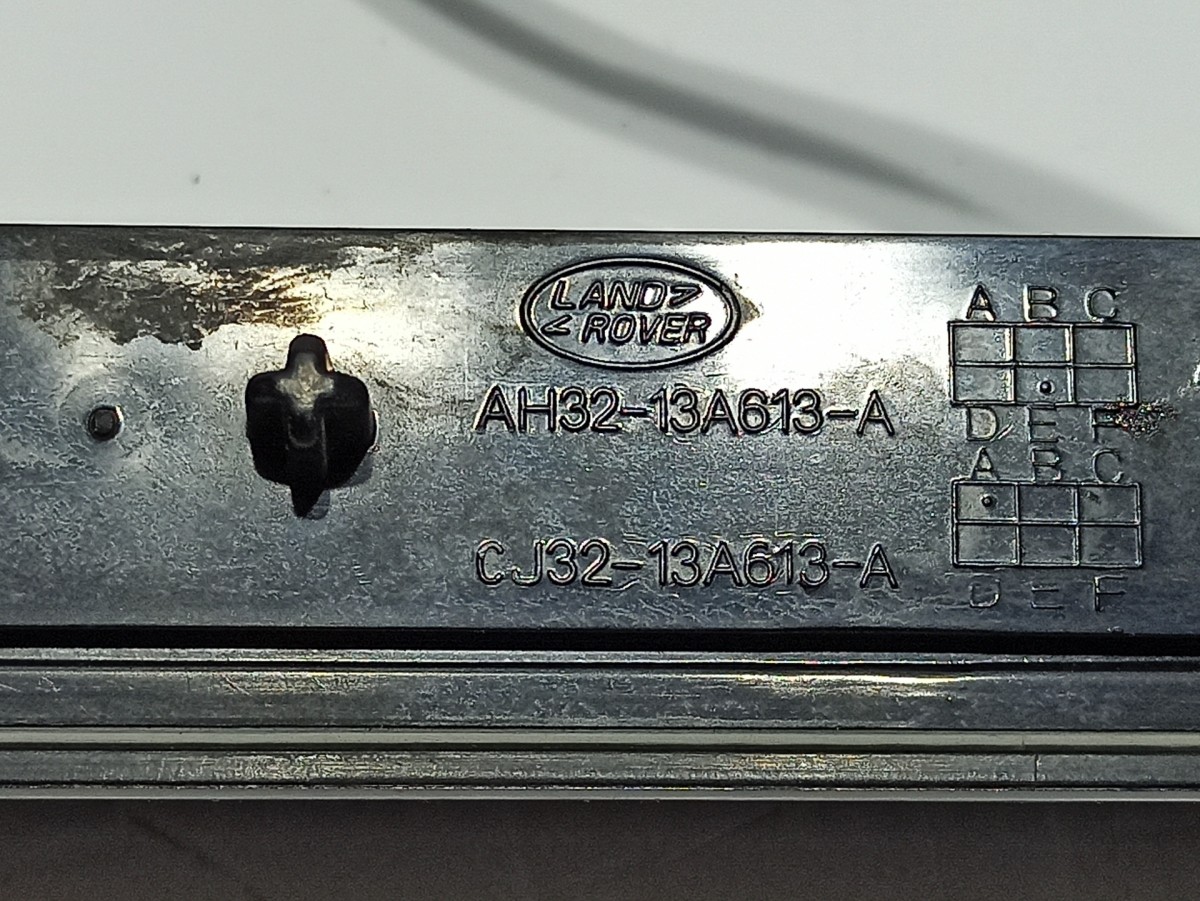 LAND>
<ROVER
AH32-13A613-A
A B C
D E F
CJ32-13A613-A
A B C
D E F